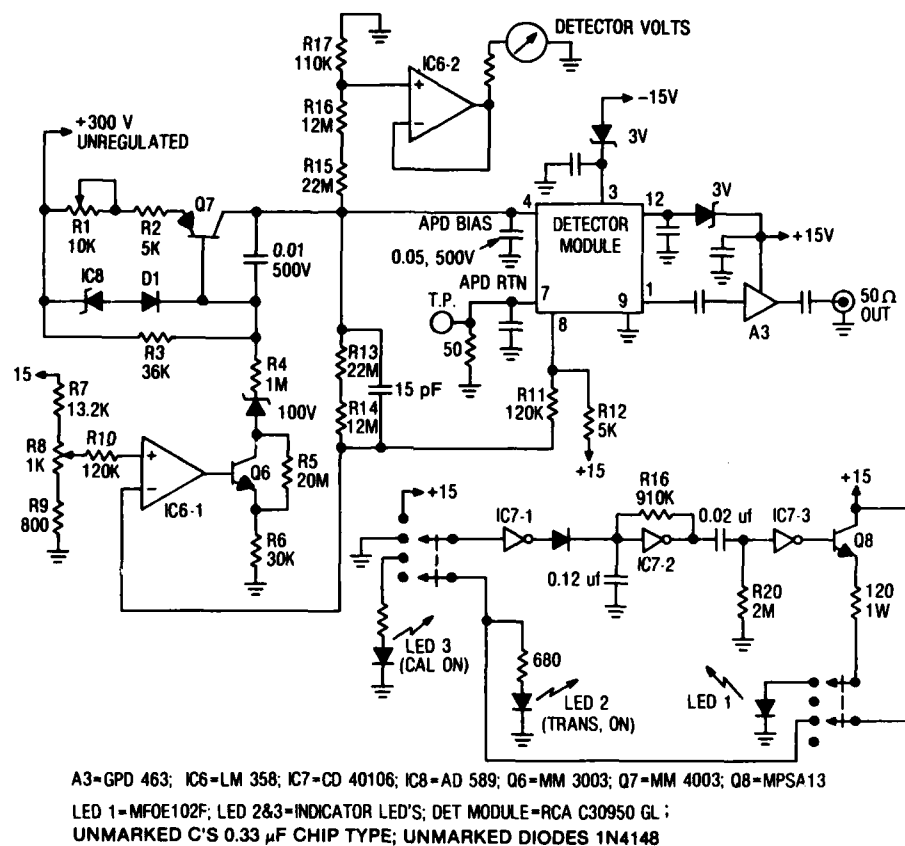 DETECTOR VOLTS
R17
110K
IC6-2
+
−
R16
12M
R15
22M
−15V
3V
+300 V
UNREGULATED
Q7
R1
10K
R2
5K
0.01
500V
IC8
D1
R3
36K
4
3
12
3V
APD BIAS
0.05, 500V
DETECTOR
MODULE
+15V
APD RTN
T.P.
7
9
1
8
50
A3
50 Ω
OUT
R4
1M
100V
R13
22M
15 pF
R14
12M
R11
120K
R12
5K
+15
15
R7
13.2K
R8
1K
R10
120K
R9
800
+
−
IC6-1
Q6
R5
20M
R6
30K
+15
IC7-1
R16
910K
IC7-2
0.02 uf
IC7-3
+15
Q8
0.12 uf
R20
2M
120
1W
LED 3
(CAL ON)
680
LED 2
(TRANS, ON)
LED 1
A3=GPD 463; IC6=LM 358; IC7=CD 40106; IC8=AD 589; Q6=MM 3003; Q7=MM 4003; Q8=MPSA13
LED 1=MFOE102F; LED 2&3=INDICATOR LED'S; DET MODULE=RCA C30950 GL;
UNMARKED C'S 0.33 µF CHIP TYPE; UNMARKED DIODES 1N4148